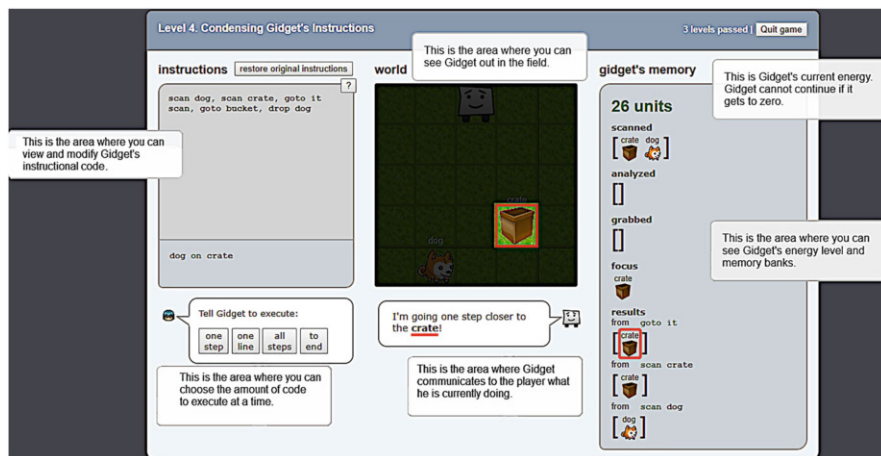 Level 4. Condensing Gidget's Instructions
3 levels passed | Quit game
instructions restore original instructions
?
scan dog, scan crate, goto it
scan, goto bucket, drop dog
This is the area where you can
view and modify Gidget's
instructional code.
dog on crate
Tell Gidget to execute:
one step
one line
all steps
to end
This is the area where you can
choose the amount of code
to execute at a time.
world
This is the area where you can
see Gidget out in the field.
crate
dog
I'm going one step closer to
the crate!
This is the area where Gidget
communicates to the player what
he is currently doing.
gidget's memory
This is Gidget's current energy.
Gidget cannot continue if it
gets to zero.
26 units
scanned
crate dog
analyzed
grabbed
This is the area where you can
see Gidget's energy level and
memory banks.
focus
crate
results
from goto it
crate
from scan crate
crate
from scan dog
dog